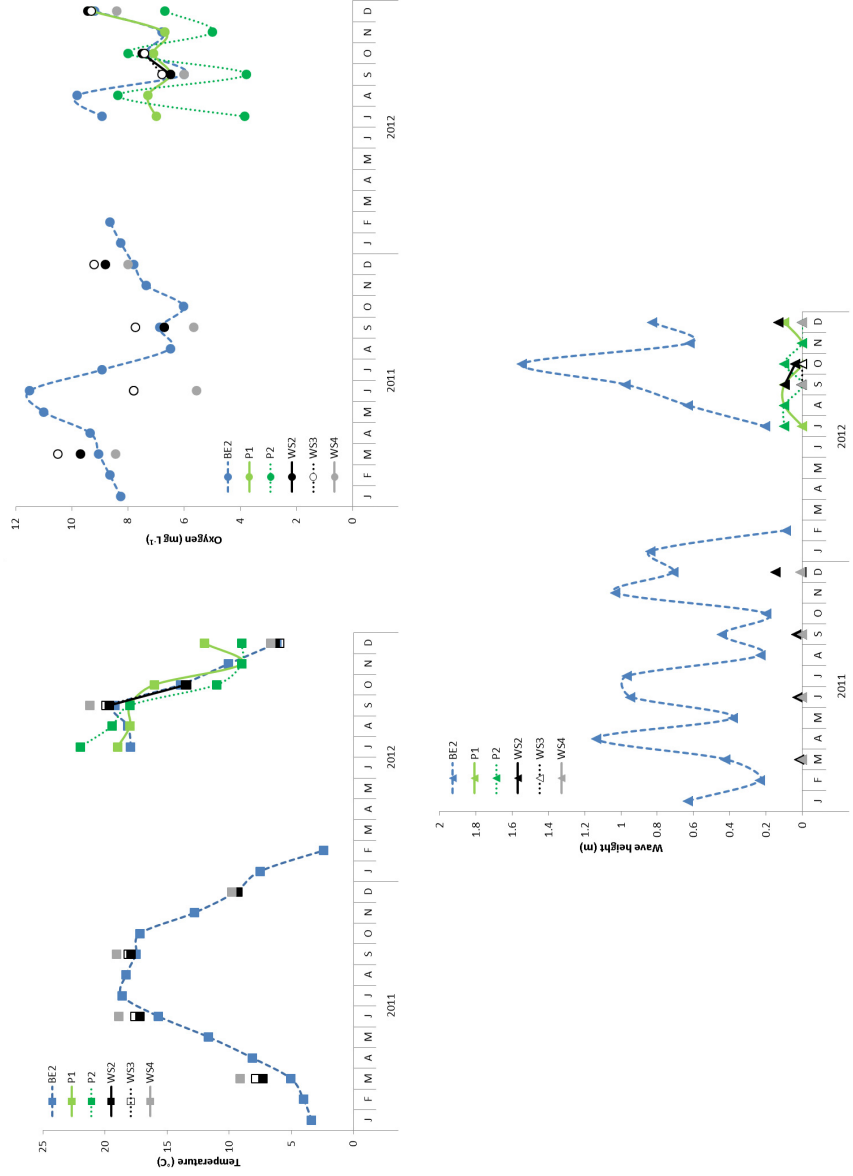 Temperature (°C)
25
20
15
10
5
0
BE2
P1
P2
WS2
WS3
WS4
J F M A M J J A S O N D J F M A M J J A S O N D
2011 2012
Oxygen (mg L⁻¹)
12
10
8
6
4
2
0
BE2
P1
P2
WS2
WS3
WS4
J F M A M J J A S O N D J F M A M J J A S O N D
2011 2012
Wave height (m)
2
1.8
1.6
1.4
1.2
1
0.8
0.6
0.4
0.2
0
BE2
P1
P2
WS2
WS3
WS4
J F M A M J J A S O N D J F M A M J J A S O N D
2011 2012